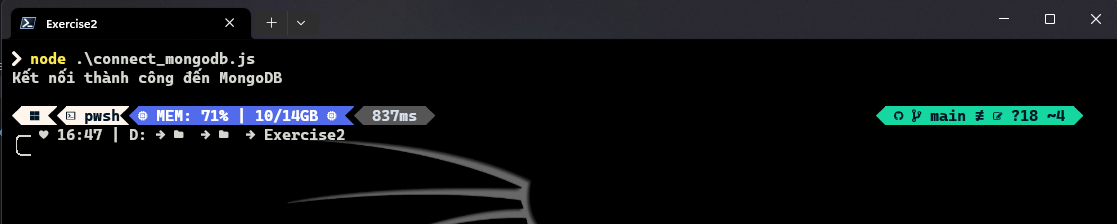 Exercise2
❯ node .\connect_mongodb.js
Kết nối thành công đến MongoDB
pwsh MEM: 71% | 10/14GB 837ms main ≢ ?18 ~4
♥ 16:47 | D: → → → Exercise2